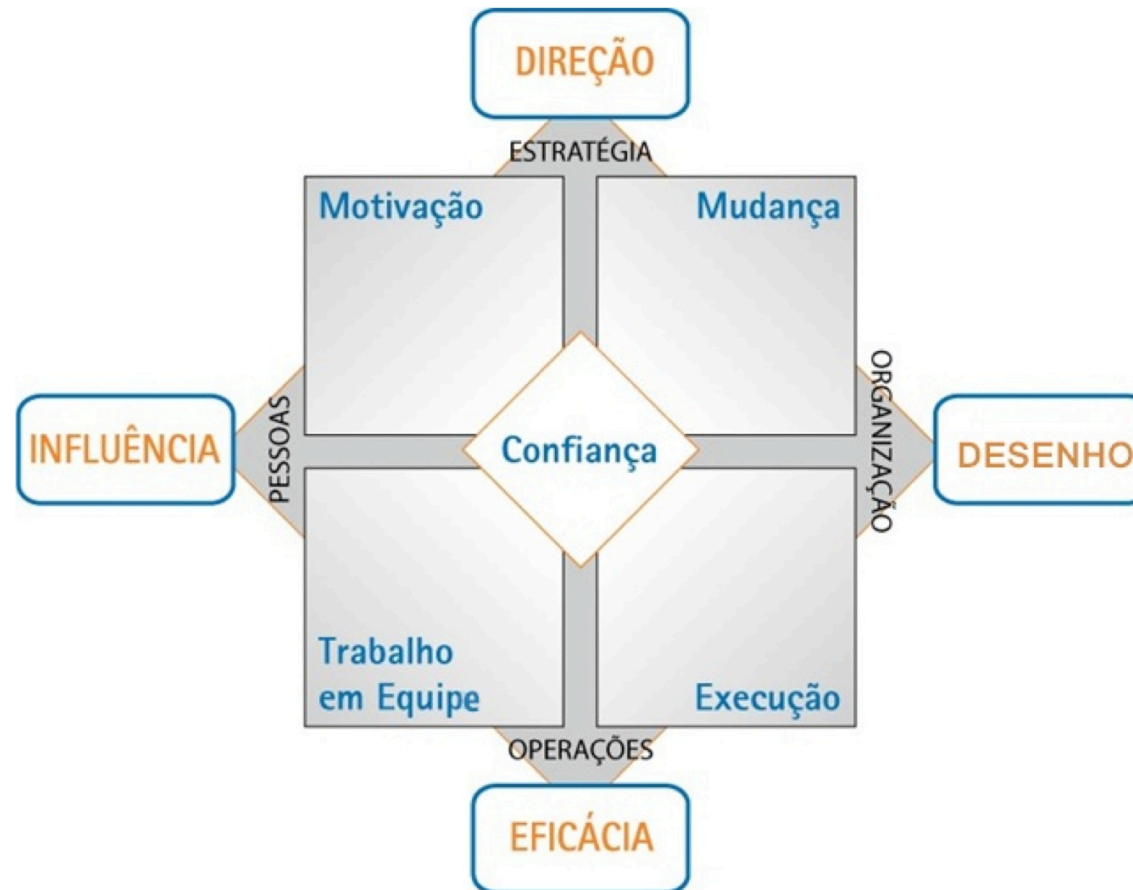 DIREÇÃO
ESTRATÉGIA
Motivação
Mudança
INFLUÊNCIA
PESSOAS
Confiança
ORGANIZAÇÃO
DESENHO
Trabalho
em Equipe
Execução
OPERAÇÕES
EFICÁCIA